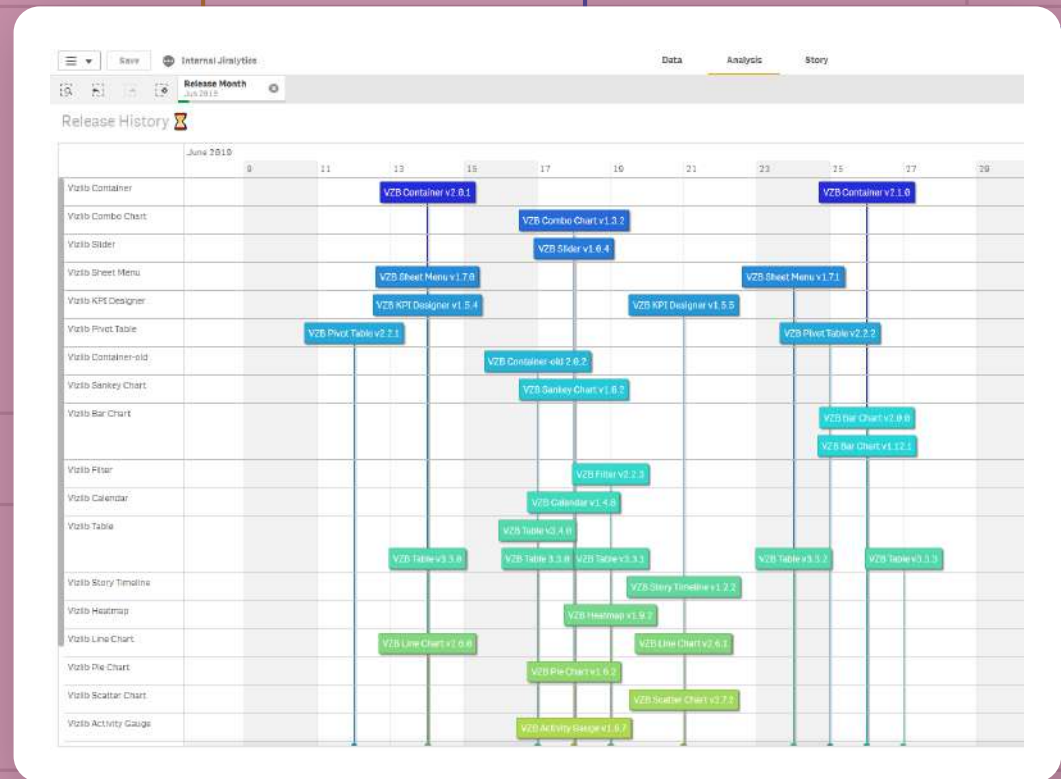 Save
Internal Jiralytics
Data
Analysis
Story
Release Month
Jun 2019
Release History
June 2019
9 11 13 15 17 19 21 23 25 27 29
Vizlib Container
VZB Container v2.0.1
VZB Container v2.1.0
Vizlib Combo Chart
VZB Combo Chart v1.3.2
Vizlib Slider
VZB Slider v1.0.4
Vizlib Sheet Menu
VZB Sheet Menu v1.7.0
VZB Sheet Menu v1.7.1
Vizlib KPI Designer
VZB KPI Designer v1.5.4
VZB KPI Designer v1.5.5
Vizlib Pivot Table
VZB Pivot Table v2.2.1
VZB Pivot Table v2.2.2
Vizlib Container-old
VZB Container-old 2.0.2
Vizlib Sankey Chart
VZB Sankey Chart v1.0.2
Vizlib Bar Chart
VZB Bar Chart v2.0.0
VZB Bar Chart v1.12.1
Vizlib Filter
VZB Filter v2.2.3
Vizlib Calendar
VZB Calendar v1.4.0
Vizlib Table
VZB Table v3.4.0
VZB Table v3.3.0
VZB Table 3.3.0
VZB Table v3.3.1
VZB Table v3.3.2
VZB Table v3.3.3
Vizlib Story Timeline
VZB Story Timeline v1.2.2
Vizlib Heatmap
VZB Heatmap v1.9.2
Vizlib Line Chart
VZB Line Chart v1.6.0
VZB Line Chart v2.6.1
Vizlib Pie Chart
VZB Pie Chart v1.6.2
Vizlib Scatter Chart
VZB Scatter Chart v3.7.2
Vizlib Activity Gauge
VZB Activity Gauge v1.6.7